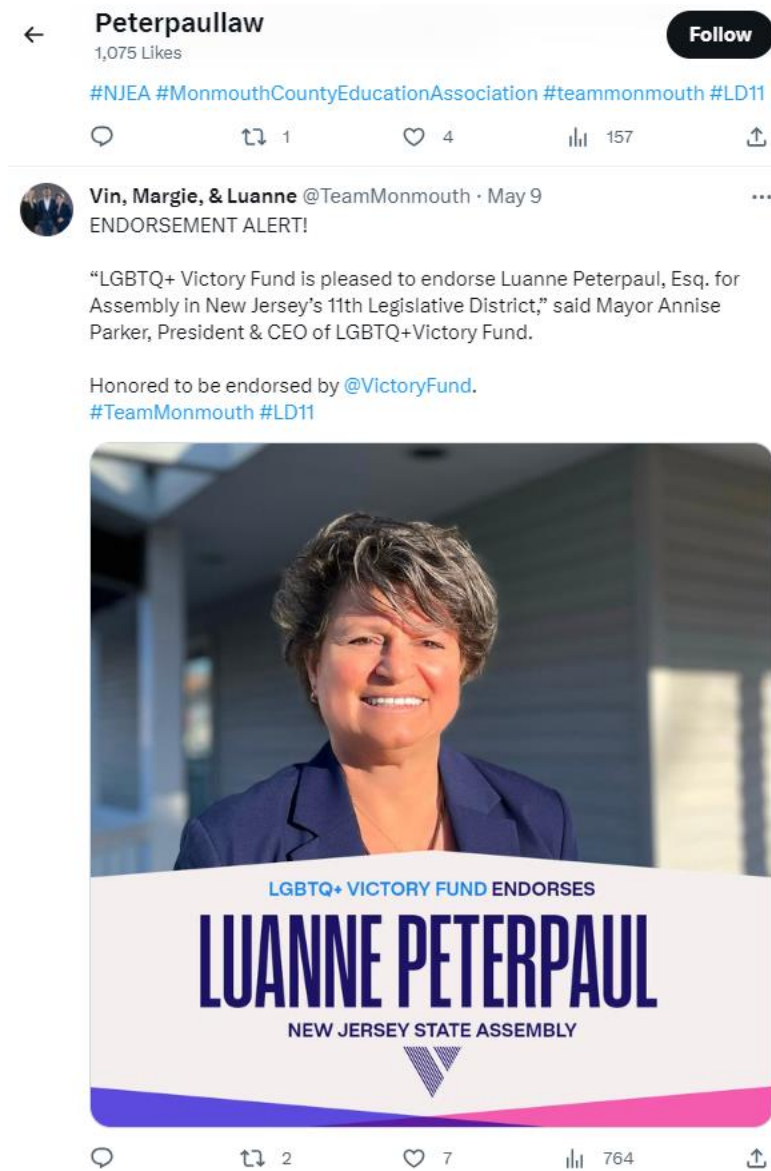 Peterpaullaw
1,075 Likes
Follow
#NJEA #MonmouthCountyEducationAssociation #teammonmouth #LD11
1 4 157
Vin, Margie, & Luanne @TeamMonmouth · May 9
ENDORSEMENT ALERT!
“LGBTQ+ Victory Fund is pleased to endorse Luanne Peterpaul, Esq. for
Assembly in New Jersey’s 11th Legislative District,” said Mayor Annise
Parker, President & CEO of LGBTQ+Victory Fund.
Honored to be endorsed by @VictoryFund.
#TeamMonmouth #LD11
LGBTQ+ VICTORY FUND ENDORSES
LUANNE PETERPAUL
NEW JERSEY STATE ASSEMBLY
2 7 764